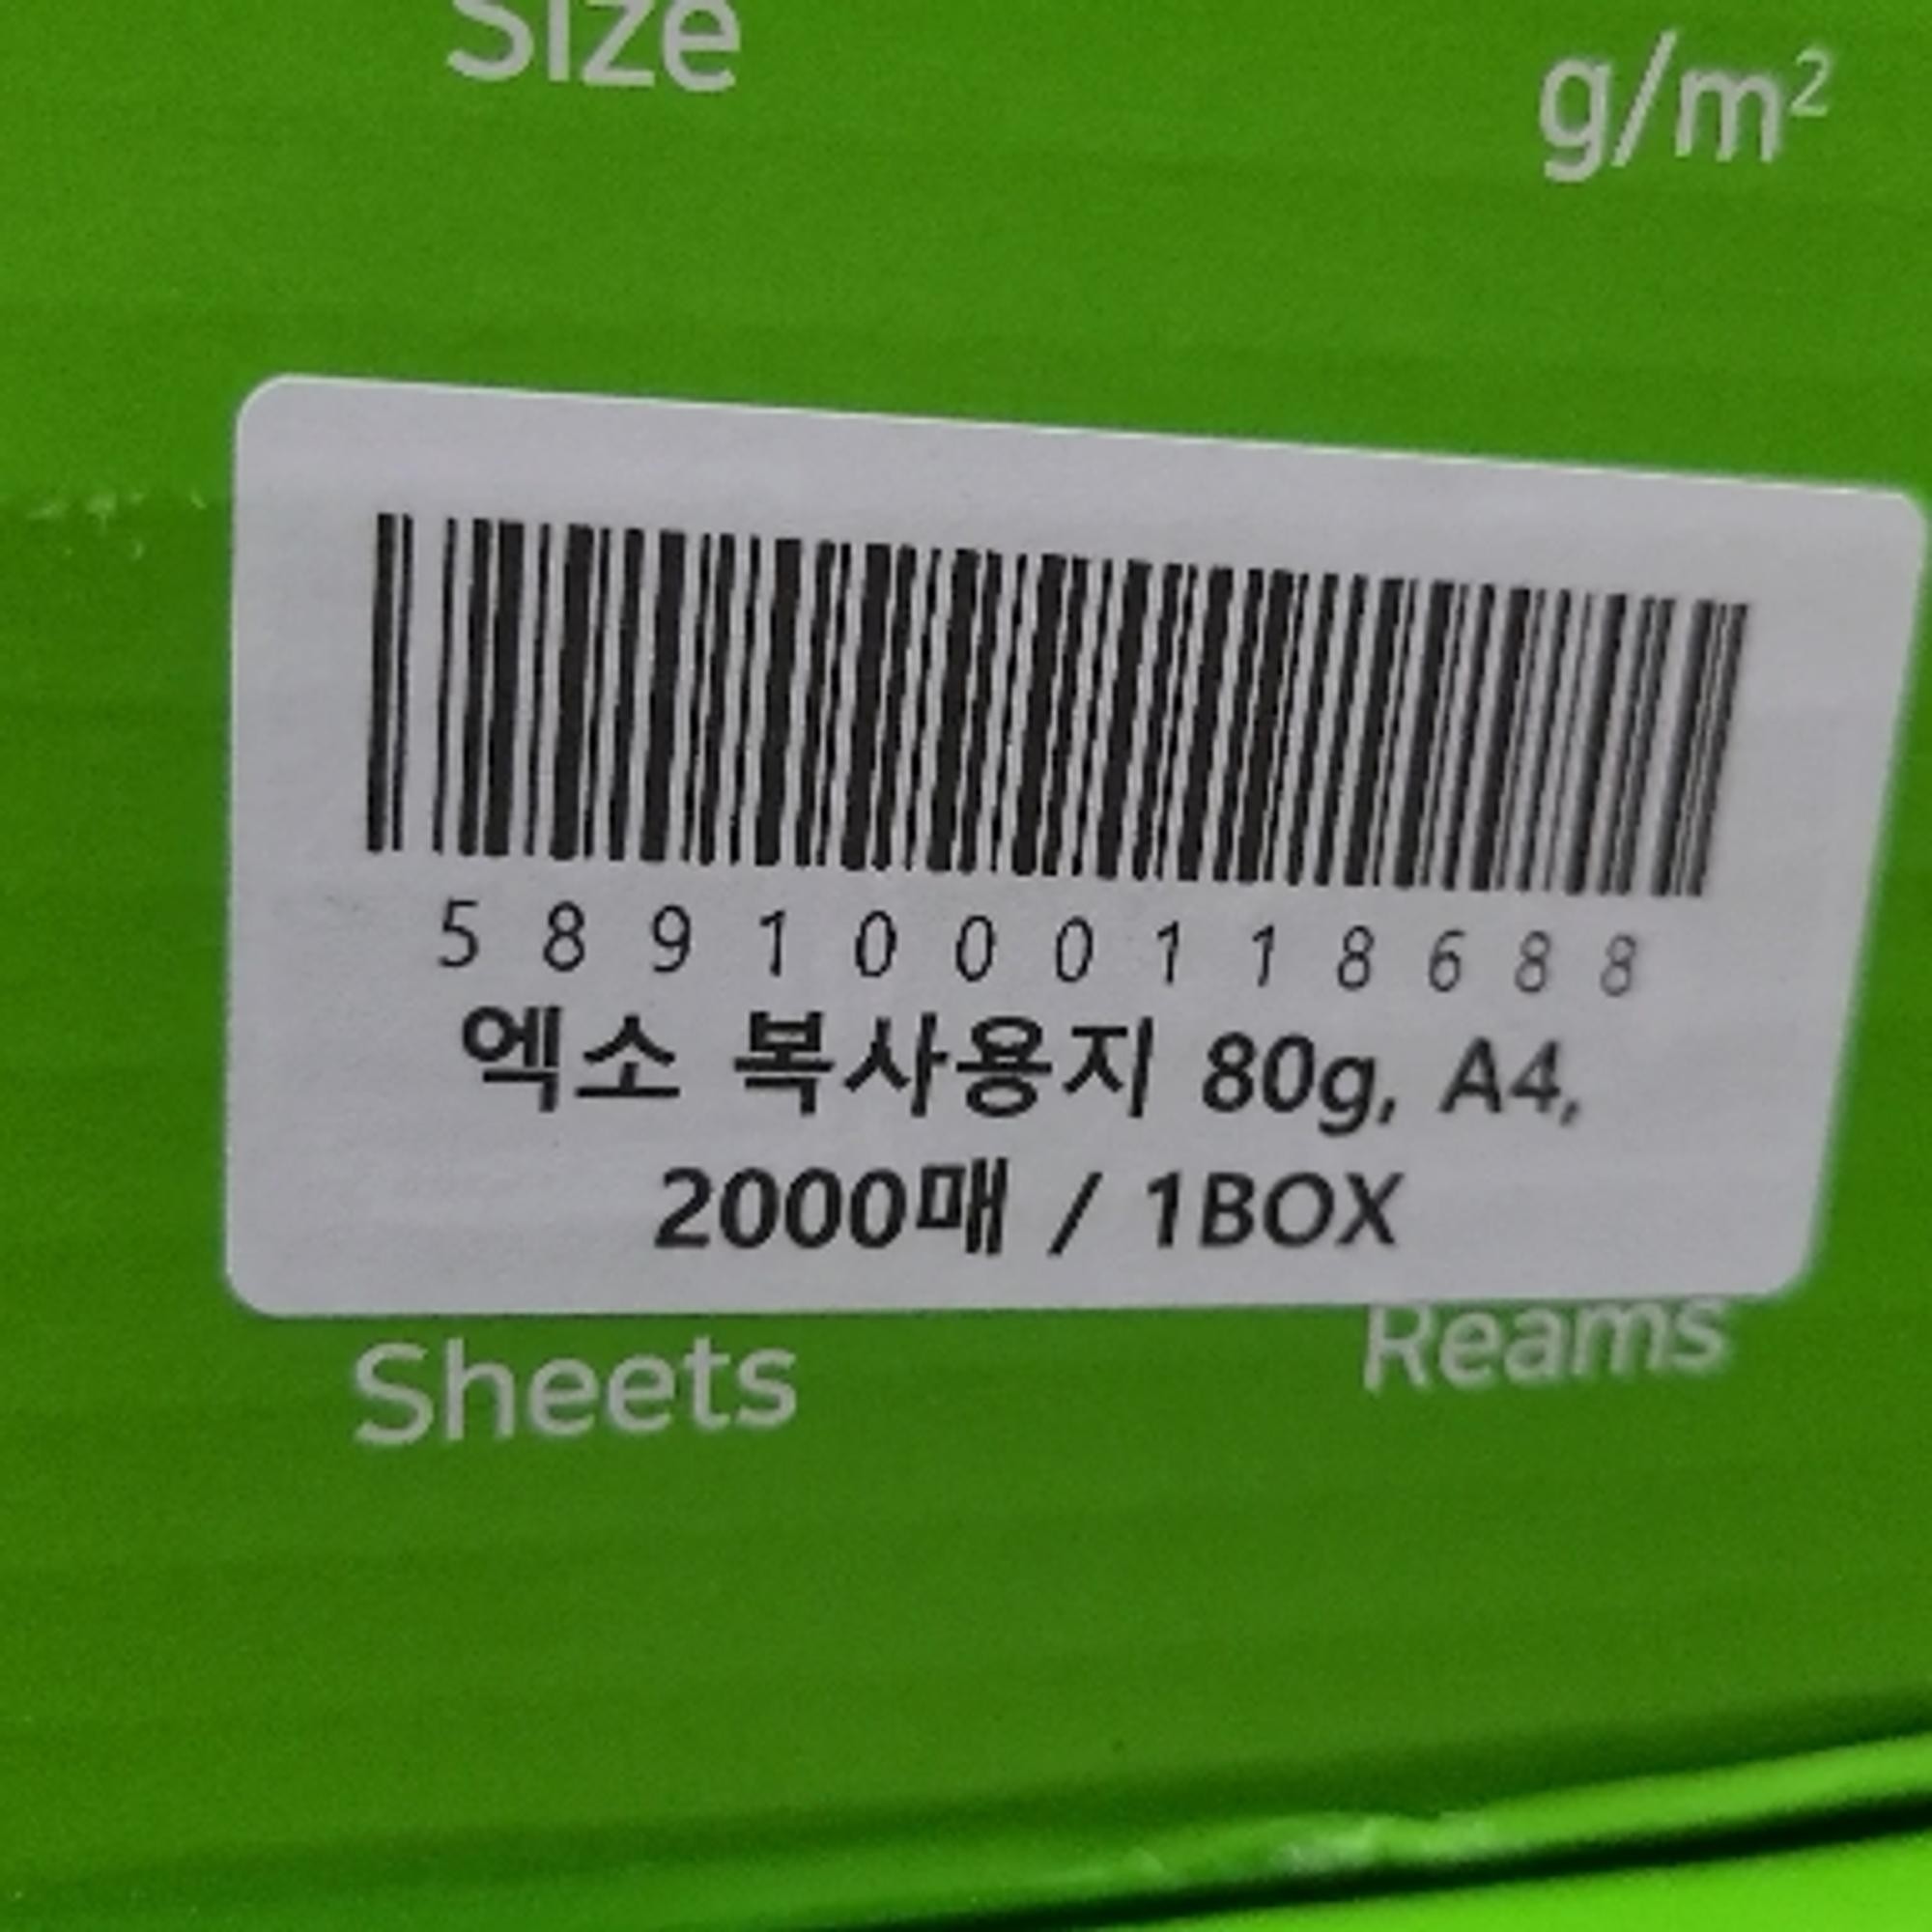 Size
g/m²
5891000118688
엑소 복사용지 80g, A4,
2000매 / 1BOX
Sheets
Reams